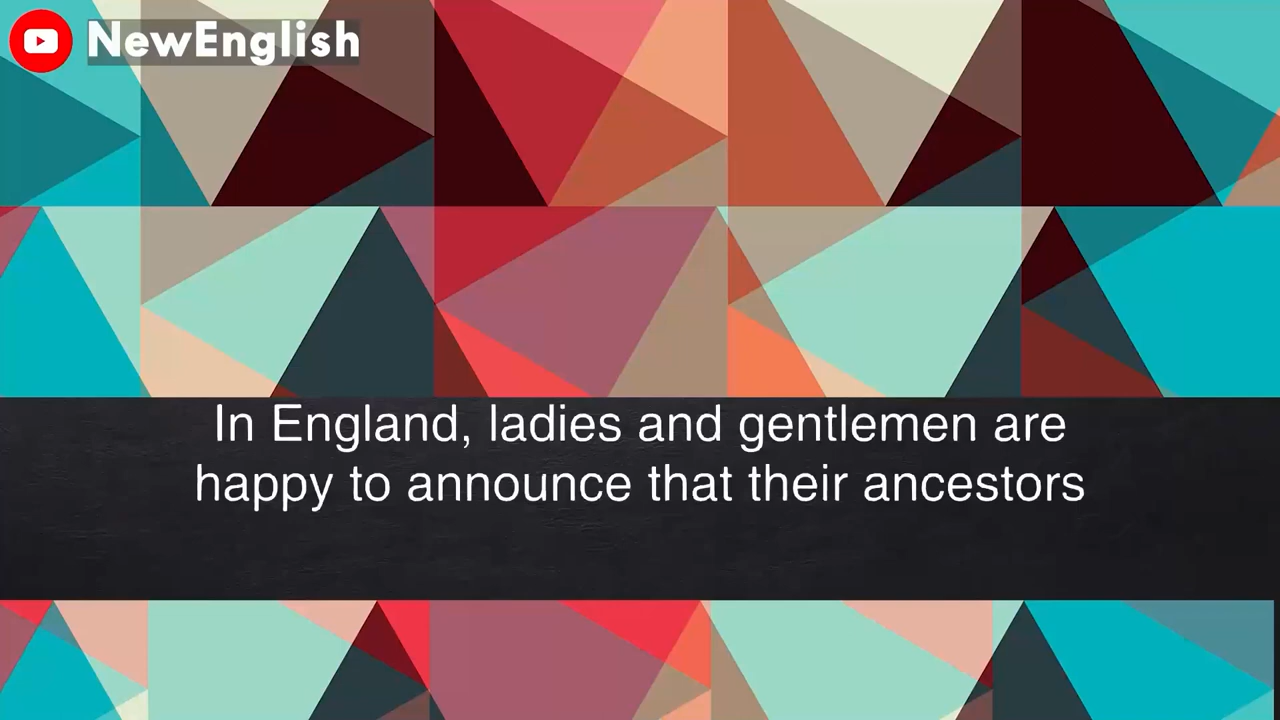 NewEnglish
In England, ladies and gentlemen are
happy to announce that their ancestors